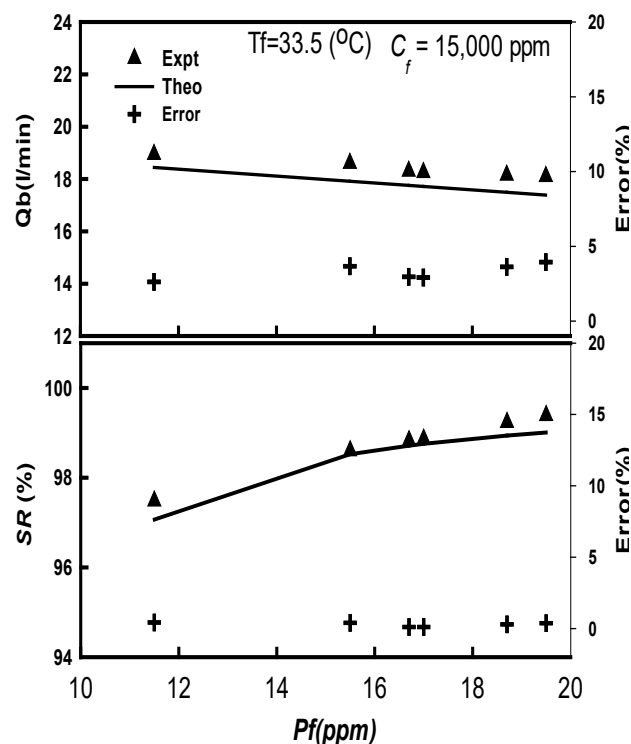 Tf=33.5 (⁰C) C_f = 15,000 ppm
Expt
Theo
Error
Qb(l/min)
24
22
20
18
16
14
12
Error(%)
20
15
10
5
0
SR (%)
100
98
96
94
Error(%)
20
15
10
5
0
10 12 14 16 18 20
Pf(ppm)